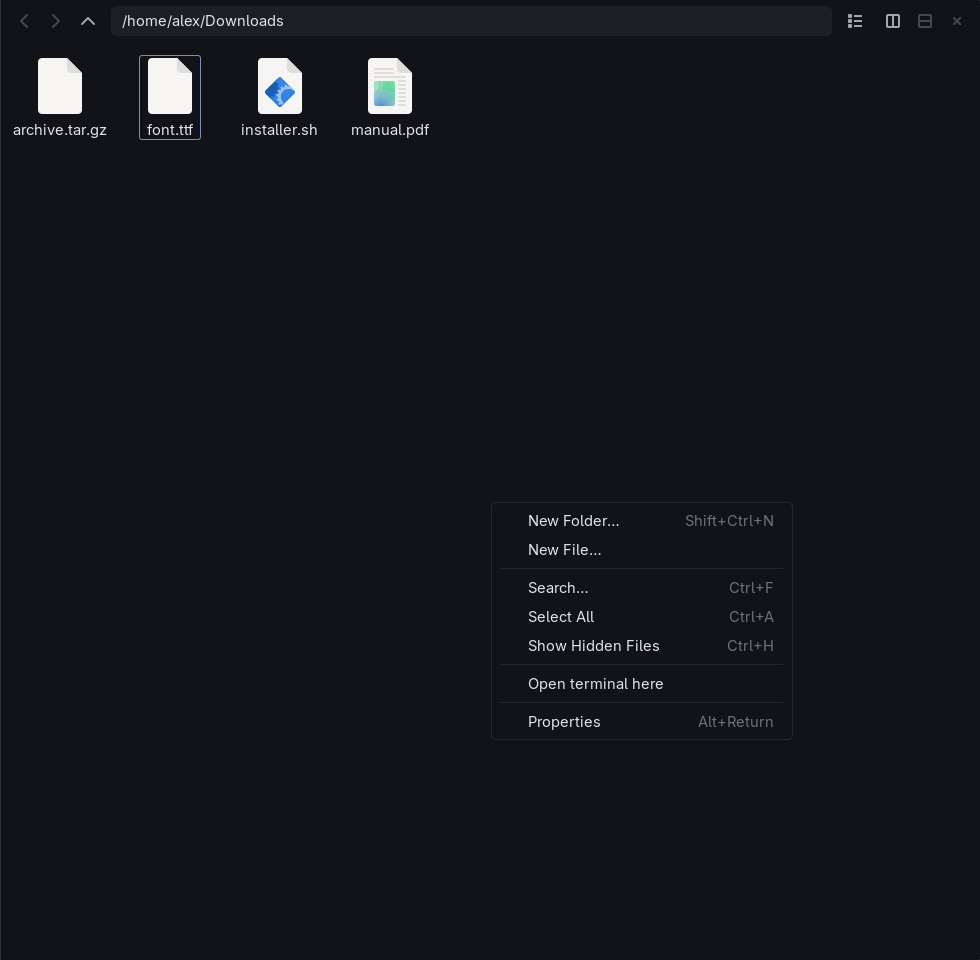 /home/alex/Downloads
archive.tar.gz
font.ttf
installer.sh
manual.pdf
New Folder... Shift+Ctrl+N
New File...
Search... Ctrl+F
Select All Ctrl+A
Show Hidden Files Ctrl+H
Open terminal here
Properties Alt+Return